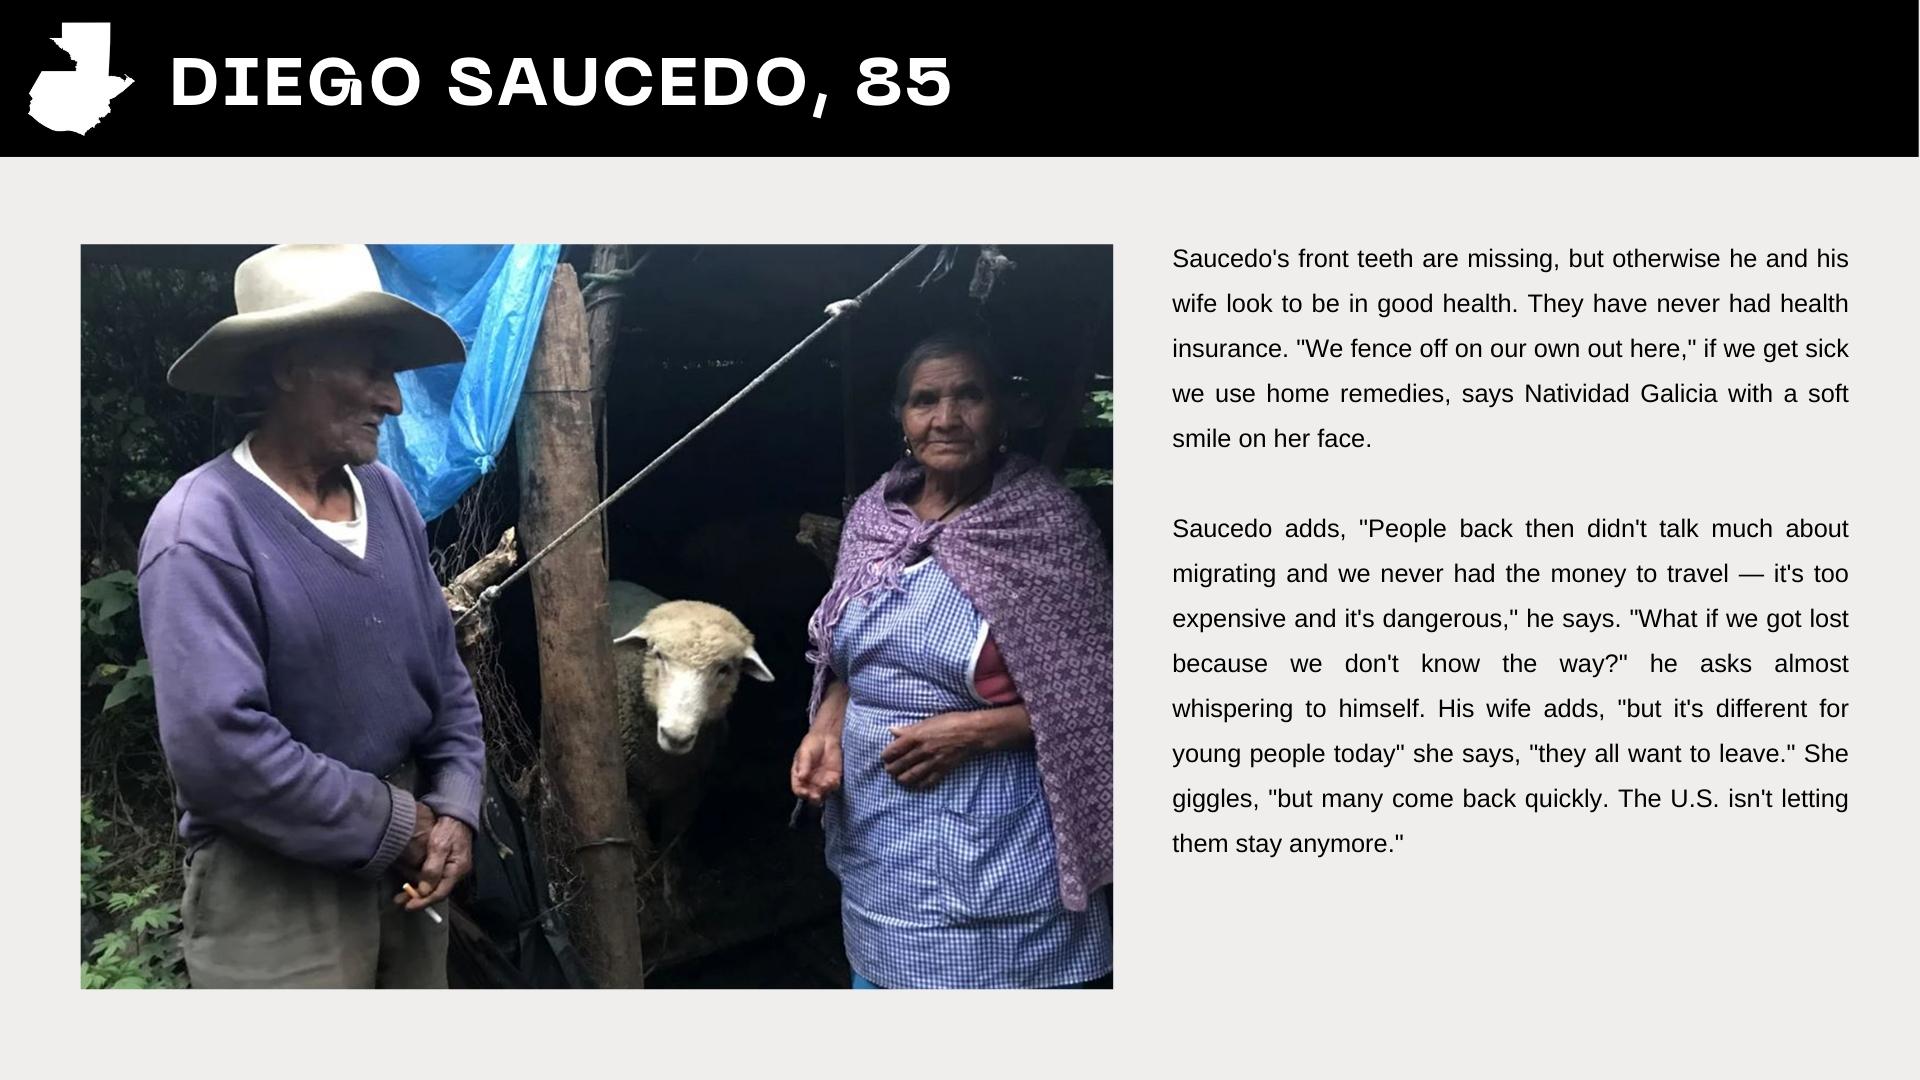 DIEGO SAUCEDO, 85
Saucedo's front teeth are missing, but otherwise he and his
wife look to be in good health. They have never had health
insurance. "We fence off on our own out here," if we get sick
we use home remedies, says Natividad Galicia with a soft
smile on her face.
Saucedo adds, "People back then didn't talk much about
migrating and we never had the money to travel — it's too
expensive and it's dangerous," he says. "What if we got lost
because we don't know the way?" he asks almost
whispering to himself. His wife adds, "but it's different for
young people today" she says, "they all want to leave." She
giggles, "but many come back quickly. The U.S. isn't letting
them stay anymore."